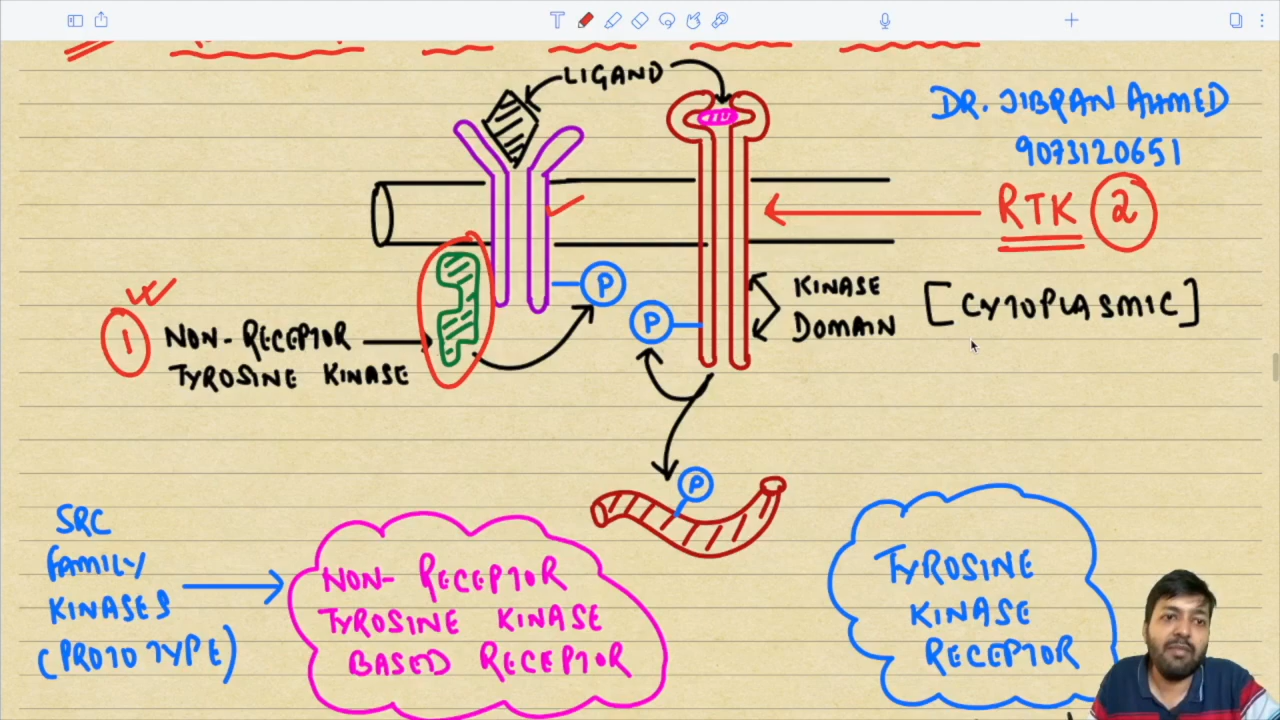 LIGAND
DR. JIBRAN AHMED
9073120651
RTK 2
P
P
KINASE
DOMAIN
[CYTOPLASMIC]
1
NON-RECEPTOR
TYROSINE KINASE
P
SRC
FAMILY
KINASES
(PROTOTYPE)
NON-RECEPTOR
TYROSINE KINASE
BASED RECEPTOR
TYROSINE
KINASE
RECEPTOR